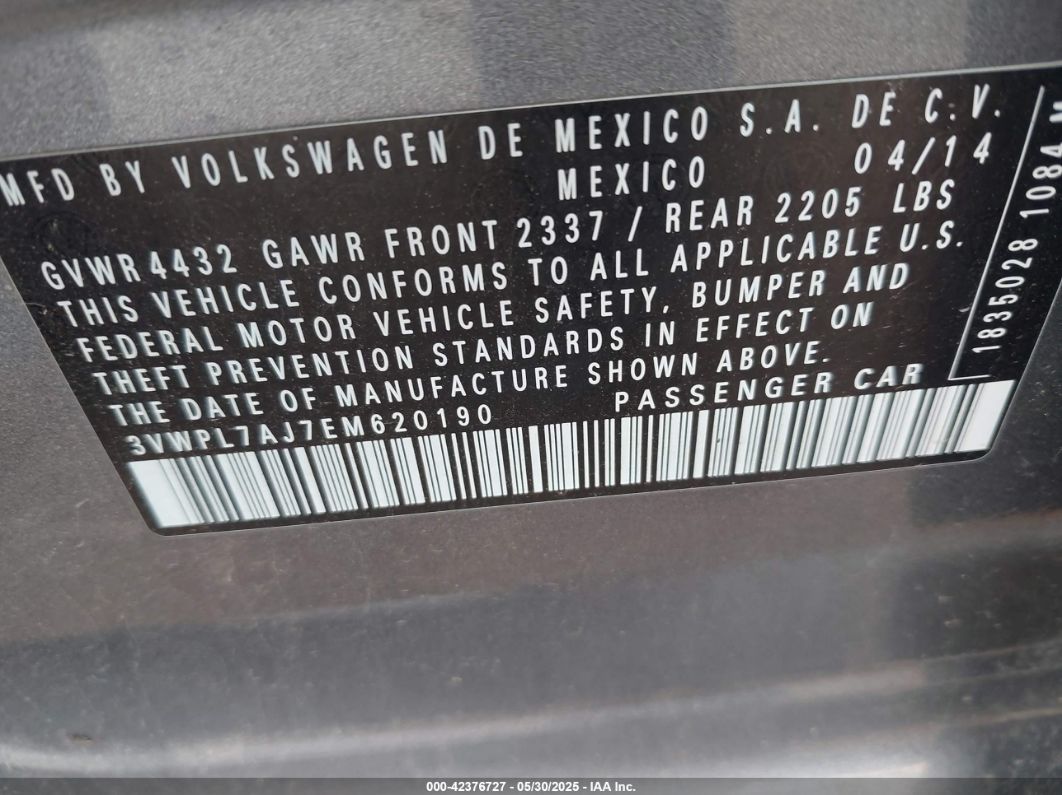 MFD BY VOLKSWAGEN DE MEXICO S.A. DE C.V.
MEXICO 04/14
GVWR4432 GAWR FRONT 2337 / REAR 2205 LBS
THIS VEHICLE CONFORMS TO ALL APPLICABLE U.S.
FEDERAL MOTOR VEHICLE SAFETY, BUMPER AND
THEFT PREVENTION STANDARDS IN EFFECT ON
THE DATE OF MANUFACTURE SHOWN ABOVE.
3VWPL7AJ7EM620190 PASSENGER CAR
1835028 1084
000-42376727 - 05/30/2025 - IAA Inc.